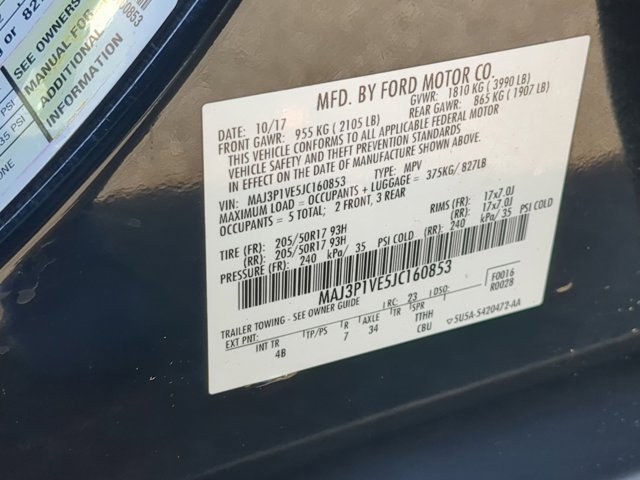 SEE OWNERS
MANUAL FOR
ADDITIONAL
INFORMATION
PSI
35 PSI
MFD. BY FORD MOTOR CO.
DATE: 10/17 GVWR: 1810 KG (3990 LB)
FRONT GAWR: 955 KG (2105 LB) REAR GAWR: 865 KG (1907 LB)
THIS VEHICLE CONFORMS TO ALL APPLICABLE FEDERAL MOTOR
VEHICLE SAFETY AND THEFT PREVENTION STANDARDS
IN EFFECT ON THE DATE OF MANUFACTURE SHOWN ABOVE.
VIN: MAJ3P1VE5JC160853 TYPE: MPV
MAXIMUM LOAD = OCCUPANTS + LUGGAGE = 375KG/ 827LB
OCCUPANTS = 5 TOTAL; 2 FRONT, 3 REAR
TIRE (FR): 205/50R17 93H RIMS (FR): 17x7.0J
(RR): 205/50R17 93H (RR): 17x7.0J
PRESSURE (FR): 240 kPa/ 35 PSI COLD (RR): 240 kPa/ 35 PSI COLD
MAJ3P1VE5JC160853
F0016
R0028
TRAILER TOWING - SEE OWNER GUIDE RC: 23 DSO:
EXT PNT: INT TR TP/PS R AXLE TR SPR
4B 7 34 TTHH
CBU 5U5A-5420472-AA